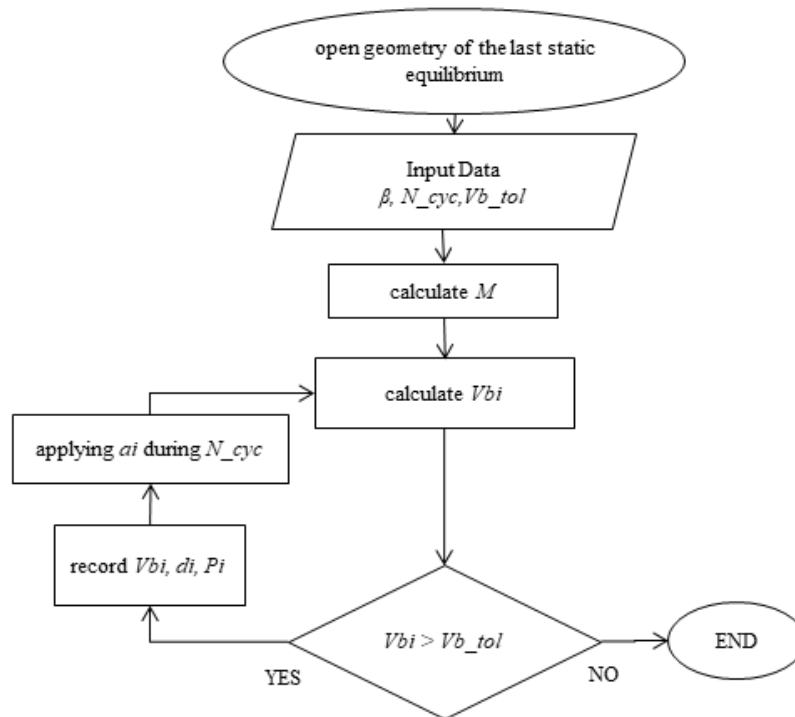 open geometry of the last static
equilibrium
Input Data
β, N_cyc,Vb_tol
calculate M
calculate Vbi
applying ai during N_cyc
record Vbi, di, Pi
Vbi > Vb_tol
YES
NO
END